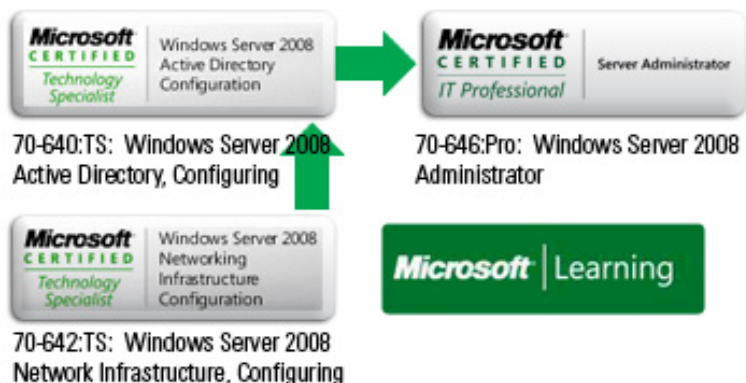 Microsoft
CERTIFIED
Technology
Specialist
Windows Server 2008
Active Directory
Configuration
70-640:TS: Windows Server 2008
Active Directory, Configuring
Microsoft
CERTIFIED
IT Professional
Server Administrator
70-646:Pro: Windows Server 2008
Administrator
Microsoft
CERTIFIED
Technology
Specialist
Windows Server 2008
Networking
Infrastructure
Configuration
70-642:TS: Windows Server 2008
Network Infrastructure, Configuring
Microsoft | Learning